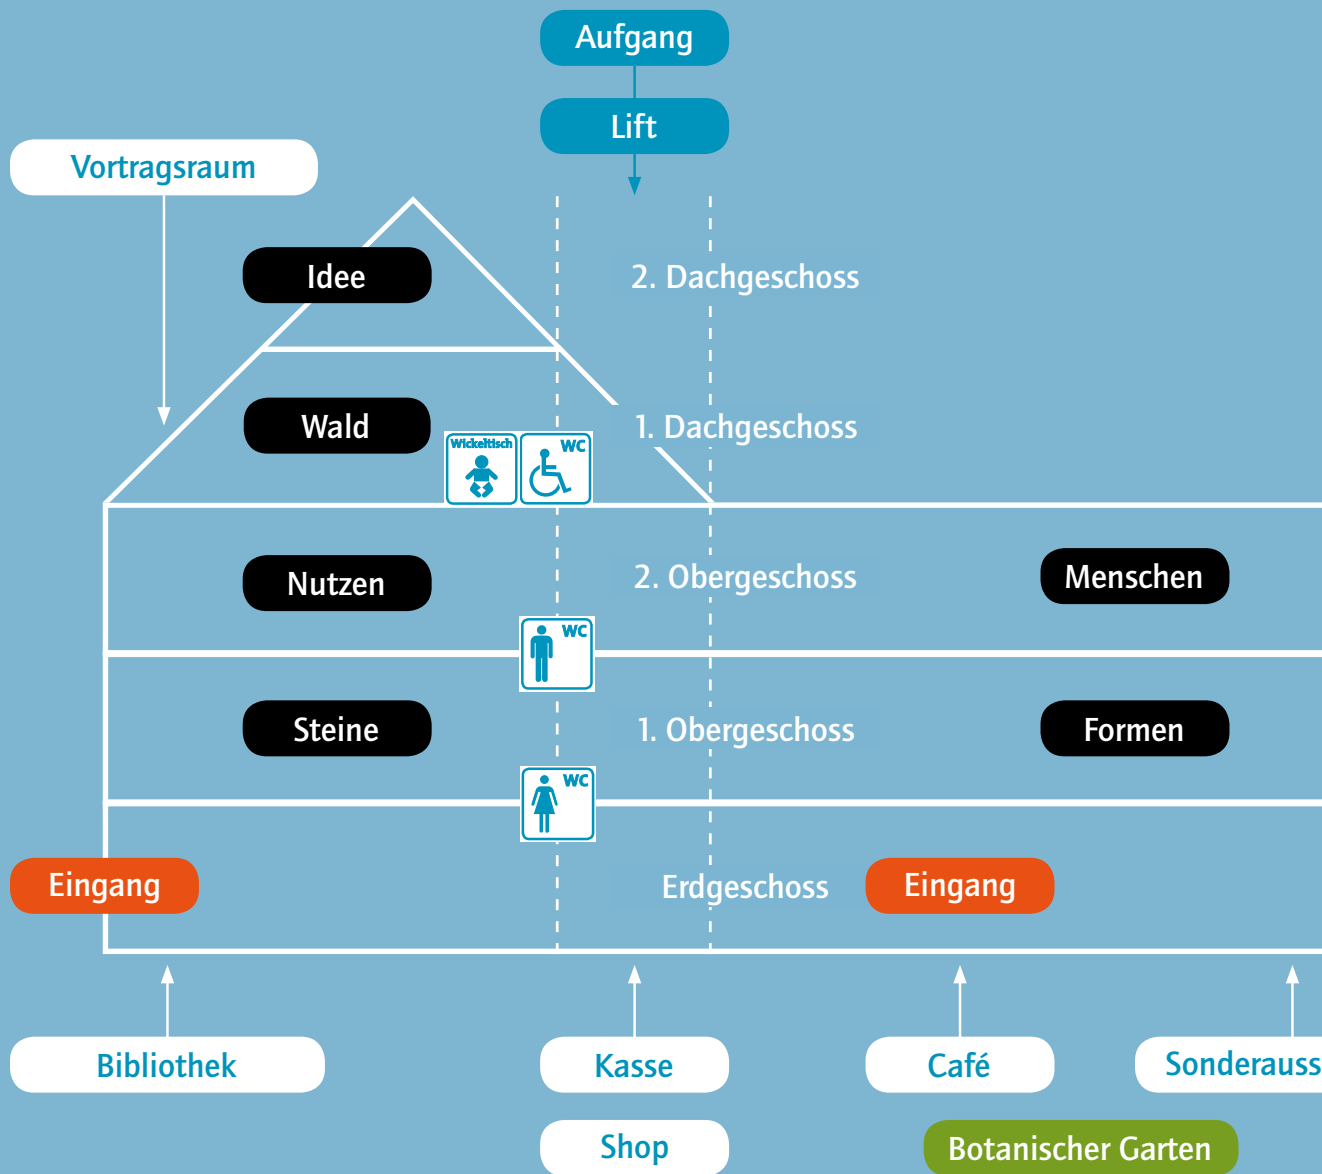 Aufgang
Lift
Vortragsraum
Idee
2. Dachgeschoss
Wald
1. Dachgeschoss
Wickeltisch
WC
Nutzen
2. Obergeschoss
Menschen
WC
Steine
1. Obergeschoss
Formen
WC
Eingang
Erdgeschoss
Eingang
Bibliothek
Kasse
Café
Sonderauss
Shop
Botanischer Garten